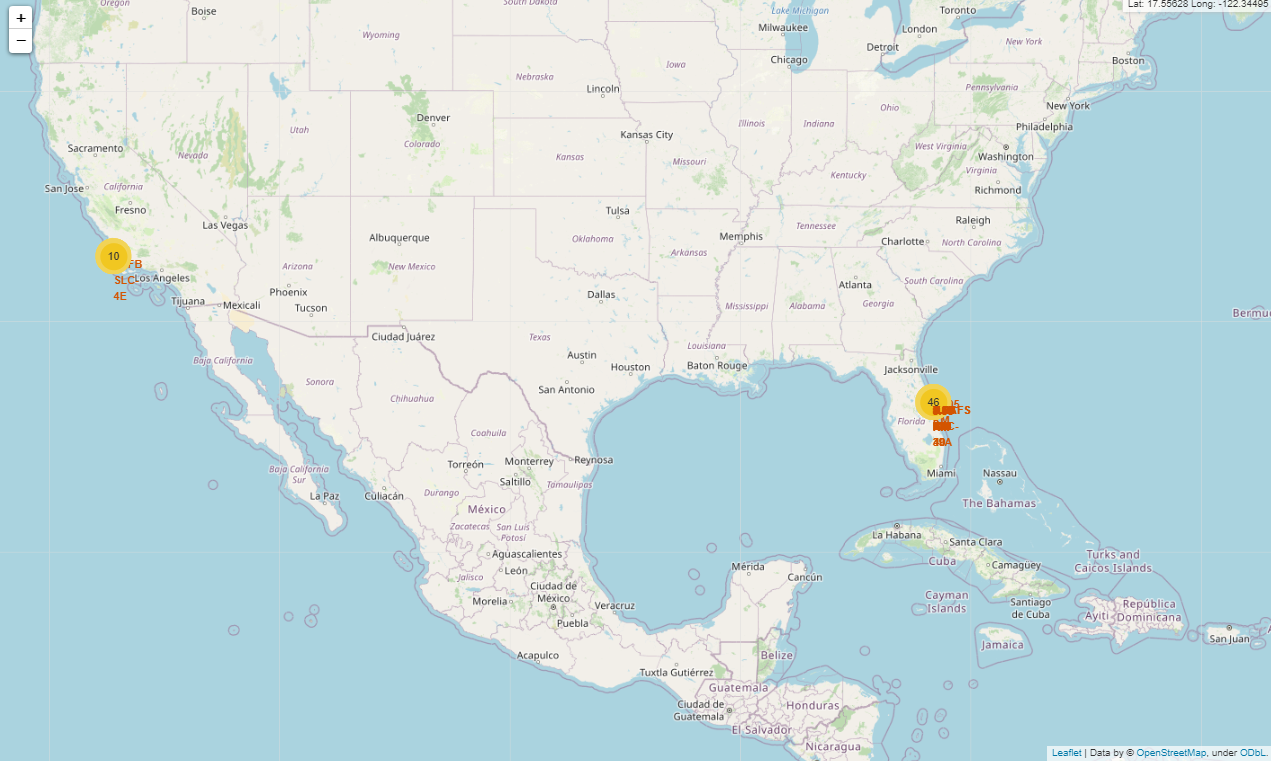 Oregon
Boise
South Dakota
Lake Michigan
Toronto
Lat: 17.55628 Long: -122.34495
+
−
Wyoming
Milwaukee
London
Detroit
New York
Chicago
Iowa
Boston
Nebraska
Lincoln
Pennsylvania
New York
Ohio
Denver
Illinois
Indiana
Philadelphia
Utah
Colorado
Kansas City
West Virginia
Sacramento
Nevada
Kansas
Missouri
Washington
Virginia
San Jose
California
Kentucky
Richmond
Fresno
Las Vegas
Tulsa
Raleigh
Tennessee
Albuquerque
Oklahoma
Memphis
Charlotte
North Carolina
10
FB
Arkansas
Los Angeles
Arizona
New Mexico
SLC-
4E
Phoenix
Dallas
Atlanta
South Carolina
Tijuana
Mexicali
Tucson
Mississippi
Alabama
Georgia
Bermu
Ciudad Juárez
Texas
Louisiana
Baja California
Austin
Houston
Baton Rouge
Jacksonville
Sonora
San Antonio
Chihuahua
46
Florida
Coahuila
Torreón
Monterrey
Reynosa
Baja California
Sur
Saltillo
Tamaulipas
Miami
Nassau
La Paz
Culiacán
Durango
México
The Bahamas
Zacatecas
San Luis
Potosí
La Habana
Santa Clara
Aguascalientes
Cuba
Camaguey
Turks and
Caicos Islands
León
Mérida
Cancún
Jalisco
Ciudad de
México
Morelia
Veracruz
Cayman
Islands
Santiago
de Cuba
Puebla
Ayiti
República
Dominicana
San Juan
Jamaica
Acapulco
Belize
Tuxtla Gutiérrez
Guatemala
Ciudad de
Guatemala
Honduras
El Salvador
Nicaragua
Leaflet | Data by © OpenStreetMap, under ODbL.